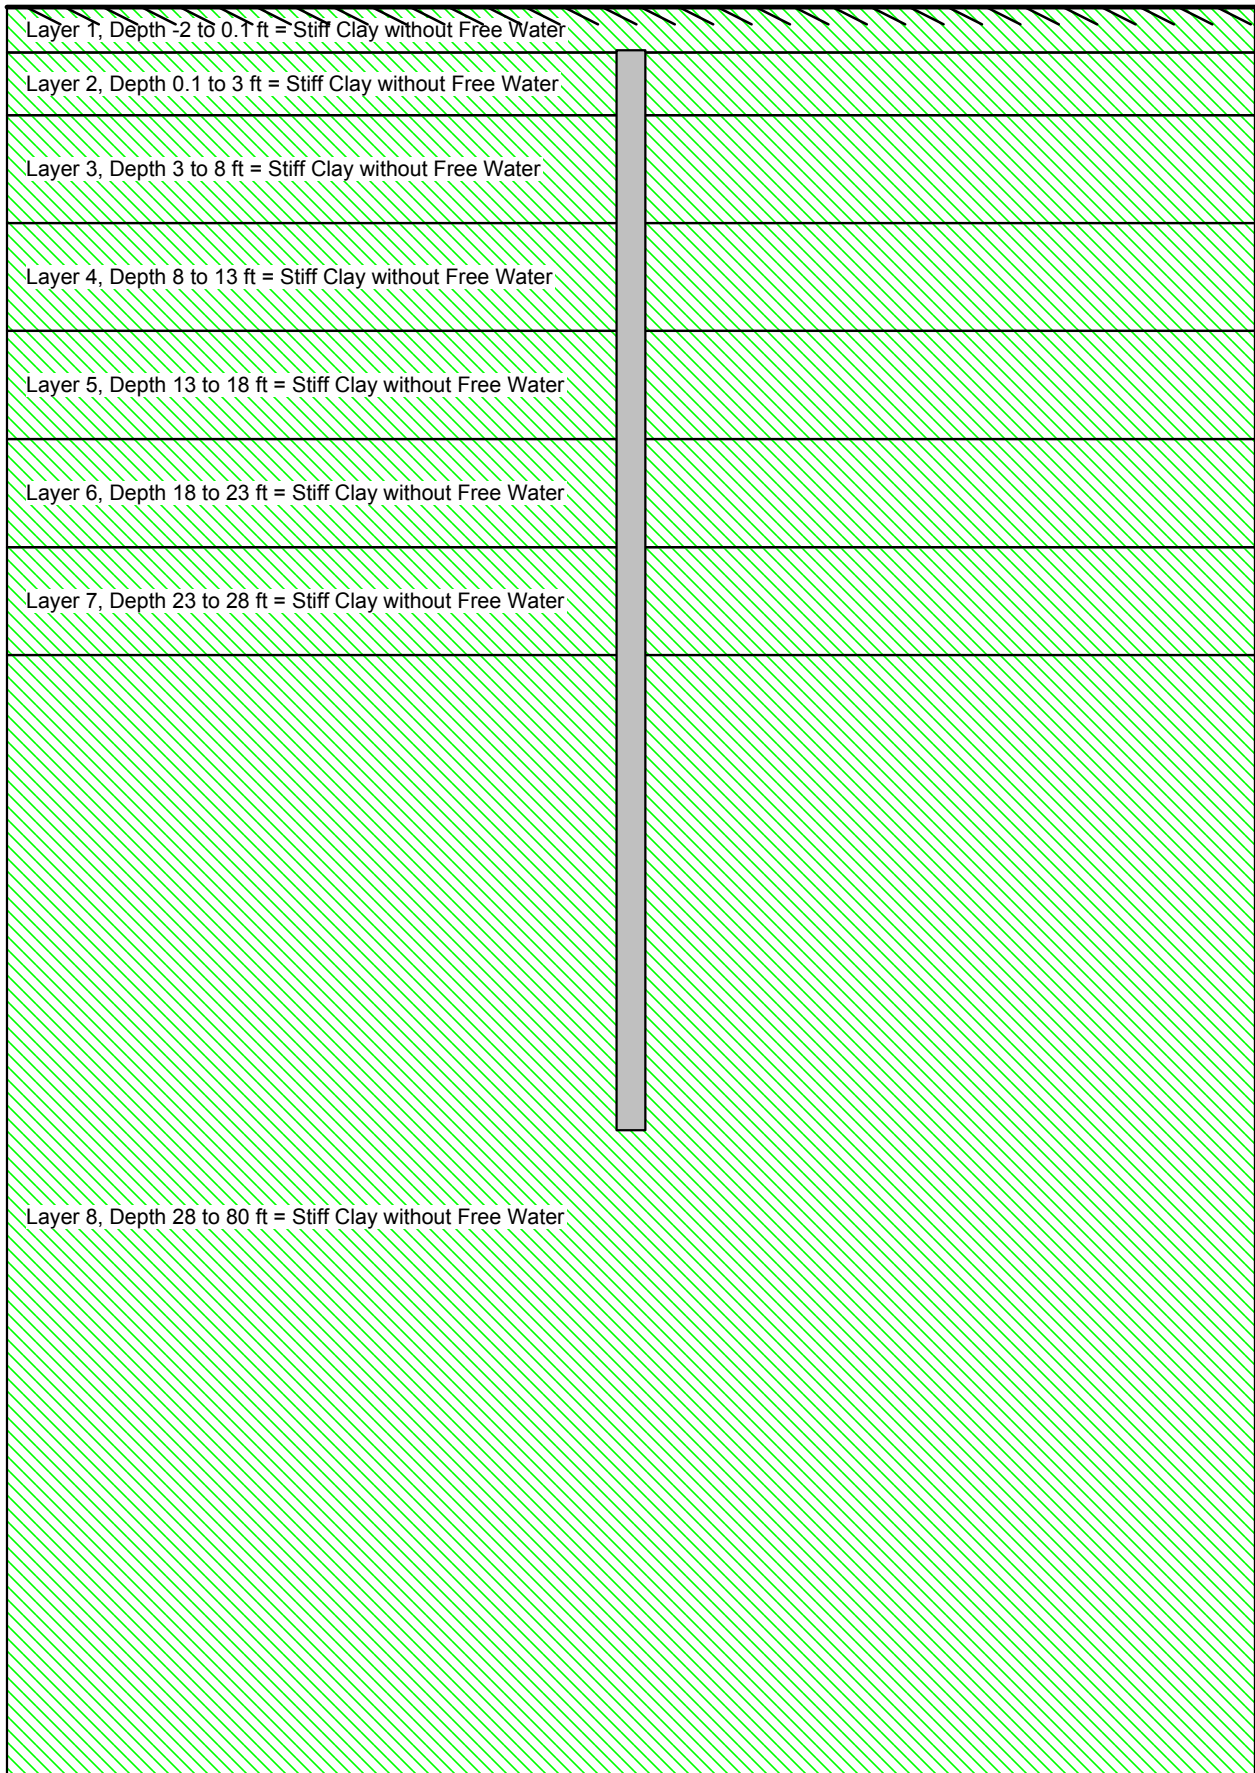 Layer 1, Depth -2 to 0.1 ft = Stiff Clay without Free Water
Layer 2, Depth 0.1 to 3 ft = Stiff Clay without Free Water
Layer 3, Depth 3 to 8 ft = Stiff Clay without Free Water
Layer 4, Depth 8 to 13 ft = Stiff Clay without Free Water
Layer 5, Depth 13 to 18 ft = Stiff Clay without Free Water
Layer 6, Depth 18 to 23 ft = Stiff Clay without Free Water
Layer 7, Depth 23 to 28 ft = Stiff Clay without Free Water
Layer 8, Depth 28 to 80 ft = Stiff Clay without Free Water